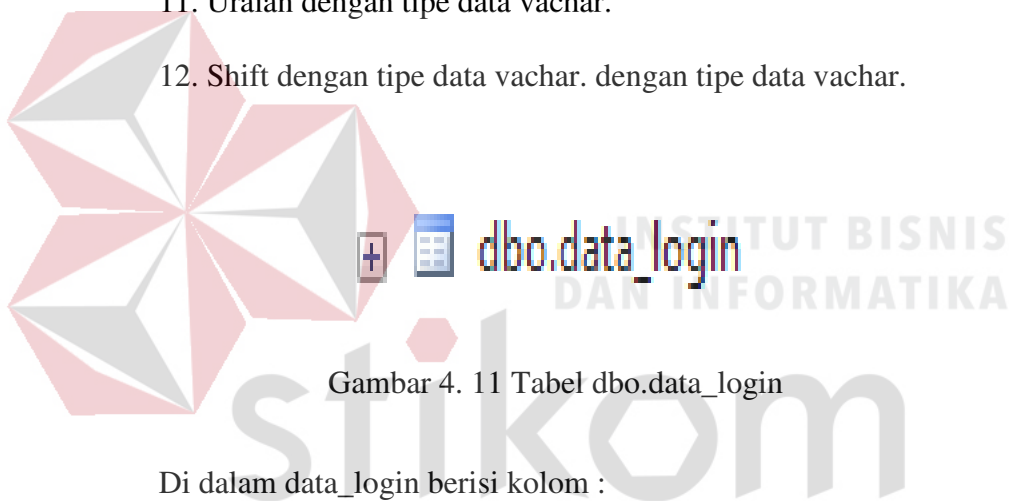 11. Uraian dengan tipe data vachar.
12. Shift dengan tipe data vachar. dengan tipe data vachar.
dbo.data_login
INSTITUT BISNIS
DAN INFORMATIKA
Gambar 4. 11 Tabel dbo.data_login
stikom
Di dalam data_login berisi kolom :